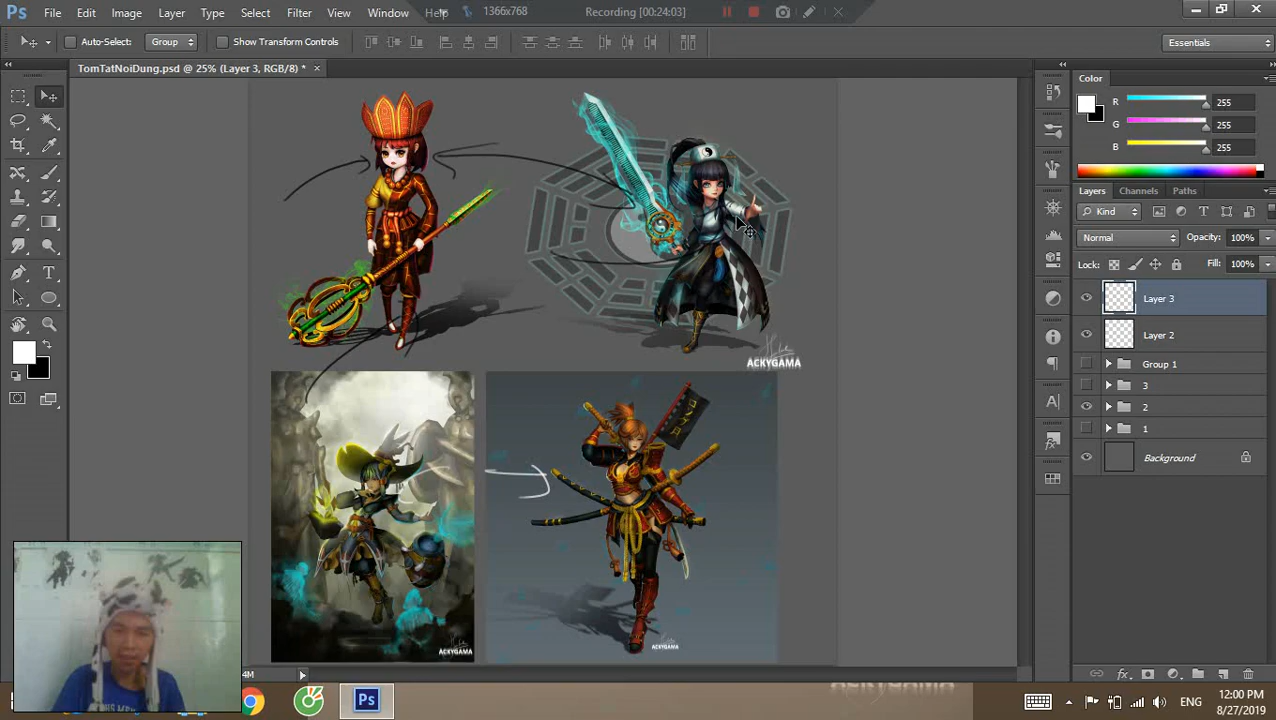 Ps File Edit Image Layer Type Select Filter View Window Help 1366x768 Recording [00:24:03]
Auto-Select: Group Show Transform Controls Essentials
TomTatNoiDung.psd @ 25% (Layer 3, RGB/8) *
Color
R 255
G 255
B 255
Layers Channels Paths
Kind
Normal Opacity: 100%
Lock: Fill: 100%
Layer 3
Layer 2
Group 1
3
2
1
Background
ACKYGAMA
ACKYGAMA
ACKYGAMA
4M
Ps
ACKYGAMA
ENG
12:00 PM
8/27/2019